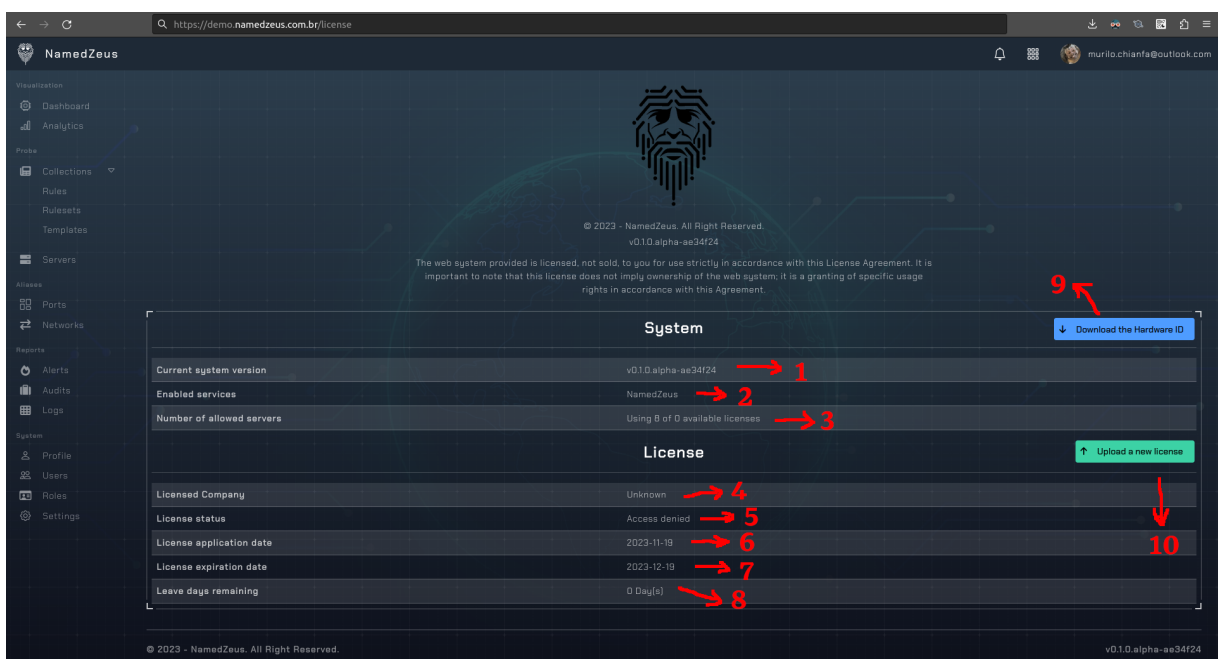 https://demo.namedzeus.com.br/license
NamedZeus
murilo.chianfa@outlook.com
Visualization
Dashboard
Analytics
Probe
Collections
Rules
Rulesets
Templates
Servers
Aliases
Ports
Networks
Reports
Alerts
Audits
Logs
System
Profile
Users
Roles
Settings
© 2023 - NamedZeus. All Right Reserved.
v0.1.0.alpha-ae34f24
The web system provided is licensed, not sold, to you for use strictly in accordance with this License Agreement. It is
important to note that this license does not imply ownership of the web system; it is a granting of specific usage
rights in accordance with this Agreement.
9
System
Download the Hardware ID
Current system version v0.1.0.alpha-ae34f24 1
Enabled services NamedZeus 2
Number of allowed servers Using 8 of 0 available licenses 3
License
Upload a new license
Licensed Company Unknown 4
License status Access denied 5
License application date 2023-11-19 6
10
License expiration date 2023-12-19 7
Leave days remaining 0 Day(s) 8
© 2023 - NamedZeus. All Right Reserved.
v0.1.0.alpha-ae34f24